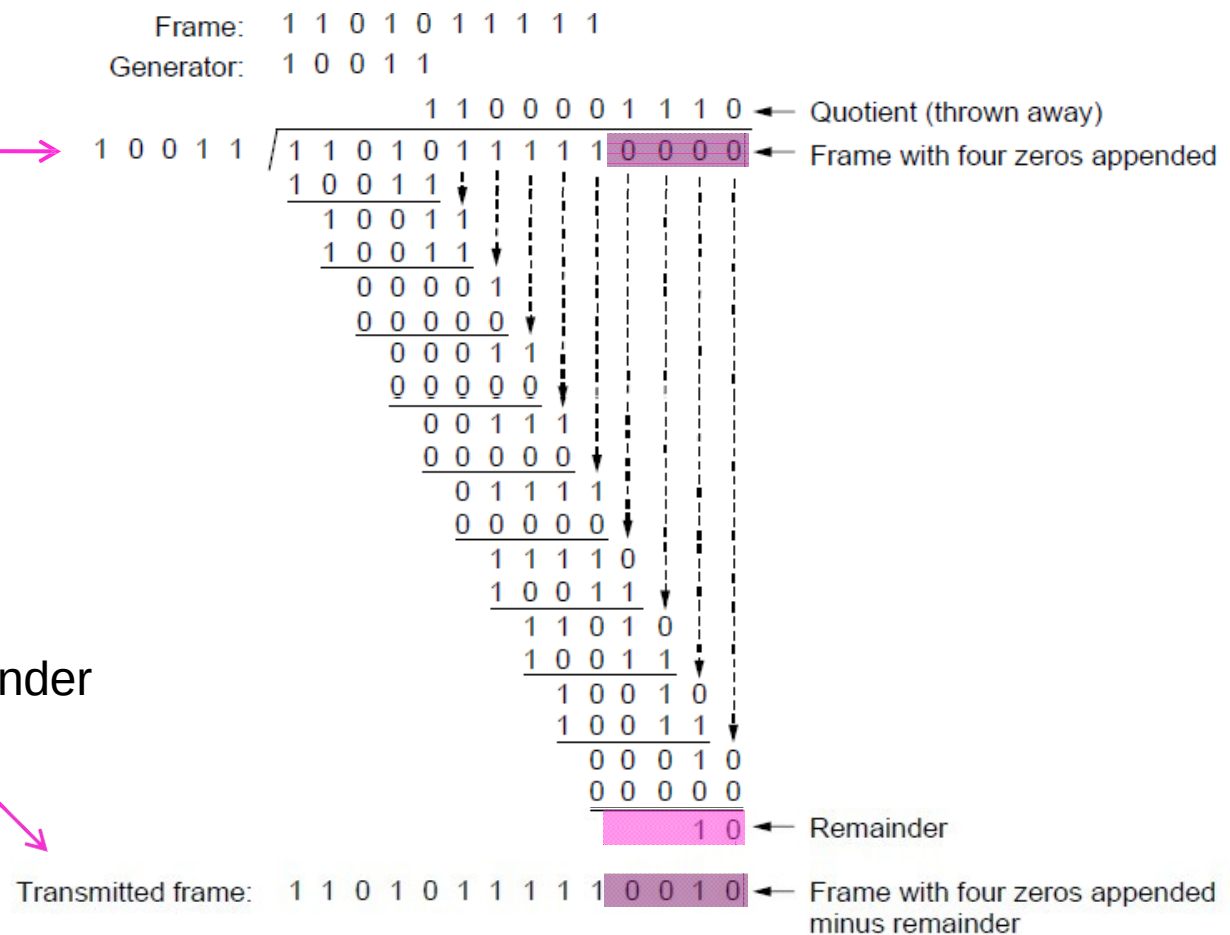 Frame: 1 1 0 1 0 1 1 1 1 1
Generator: 1 0 0 1 1
1 1 0 0 0 0 1 1 1 0 Quotient (thrown away)
1 0 0 1 1 1 1 0 1 0 1 1 1 1 1 0 0 0 0 Frame with four zeros appended
1 0 0 1 1
1 0 0 1 1
1 0 0 1 1
0 0 0 0 1
0 0 0 0 0
0 0 0 1 1
0 0 0 0 0
0 0 1 1 1
0 0 0 0 0
0 1 1 1 1
0 0 0 0 0
1 1 1 1 0
1 0 0 1 1
1 1 0 1 0
1 0 0 1 1
nder
1 0 0 1 0
1 0 0 1 1
0 0 0 1 0
0 0 0 0 0
1 0 Remainder
Transmitted frame: 1 1 0 1 0 1 1 1 1 1 0 0 1 0 Frame with four zeros appended
minus remainder